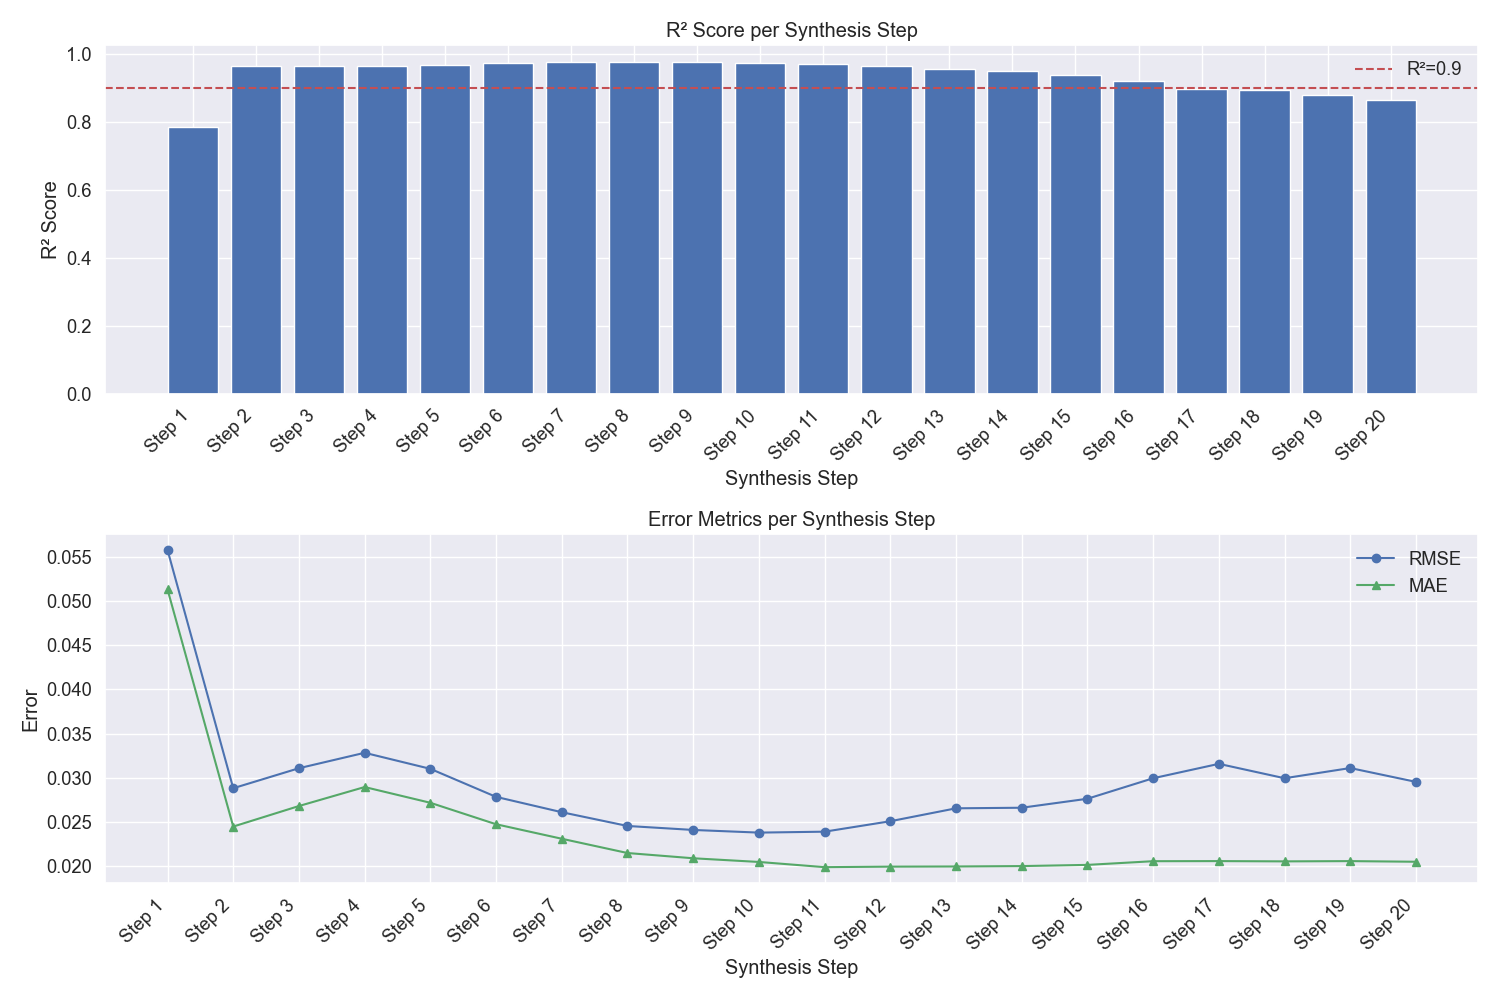 R² Score per Synthesis Step
R² Score
1.0
0.8
0.6
0.4
0.2
0.0
R²=0.9
Step 1
Step 2
Step 3
Step 4
Step 5
Step 6
Step 7
Step 8
Step 9
Step 10
Step 11
Step 12
Step 13
Step 14
Step 15
Step 16
Step 17
Step 18
Step 19
Step 20
Synthesis Step
Error Metrics per Synthesis Step
Error
0.055
0.050
0.045
0.040
0.035
0.030
0.025
0.020
RMSE
MAE
Step 1
Step 2
Step 3
Step 4
Step 5
Step 6
Step 7
Step 8
Step 9
Step 10
Step 11
Step 12
Step 13
Step 14
Step 15
Step 16
Step 17
Step 18
Step 19
Step 20
Synthesis Step